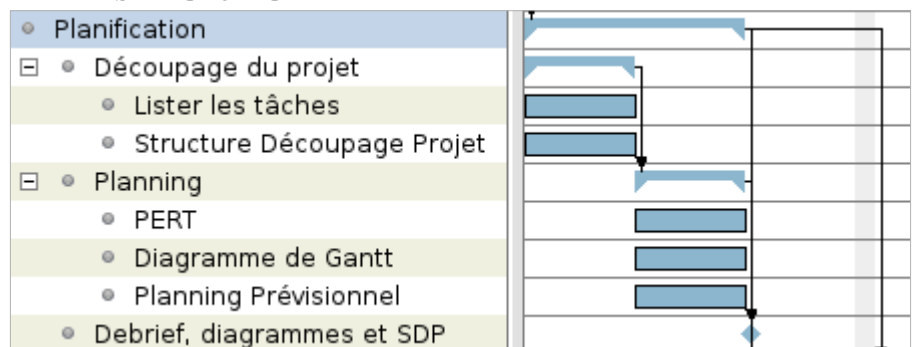 Planification
Découpage du projet
Lister les tâches
Structure Découpage Projet
Planning
PERT
Diagramme de Gantt
Planning Prévisionnel
Debrief, diagrammes et SDP